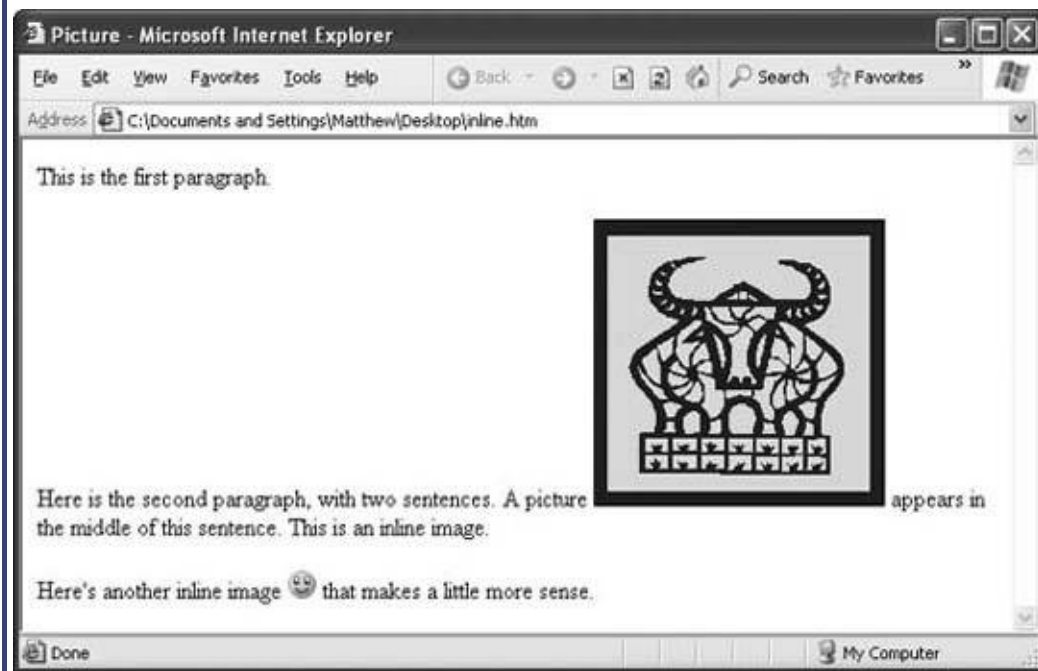 Picture - Microsoft Internet Explorer
File Edit View Favorites Tools Help Back Search Favorites »
Address C:\Documents and Settings\Matthew\Desktop\inline.htm
This is the first paragraph.
Here is the second paragraph, with two sentences. A picture appears in
the middle of this sentence. This is an inline image.
Here's another inline image that makes a little more sense.
Done My Computer